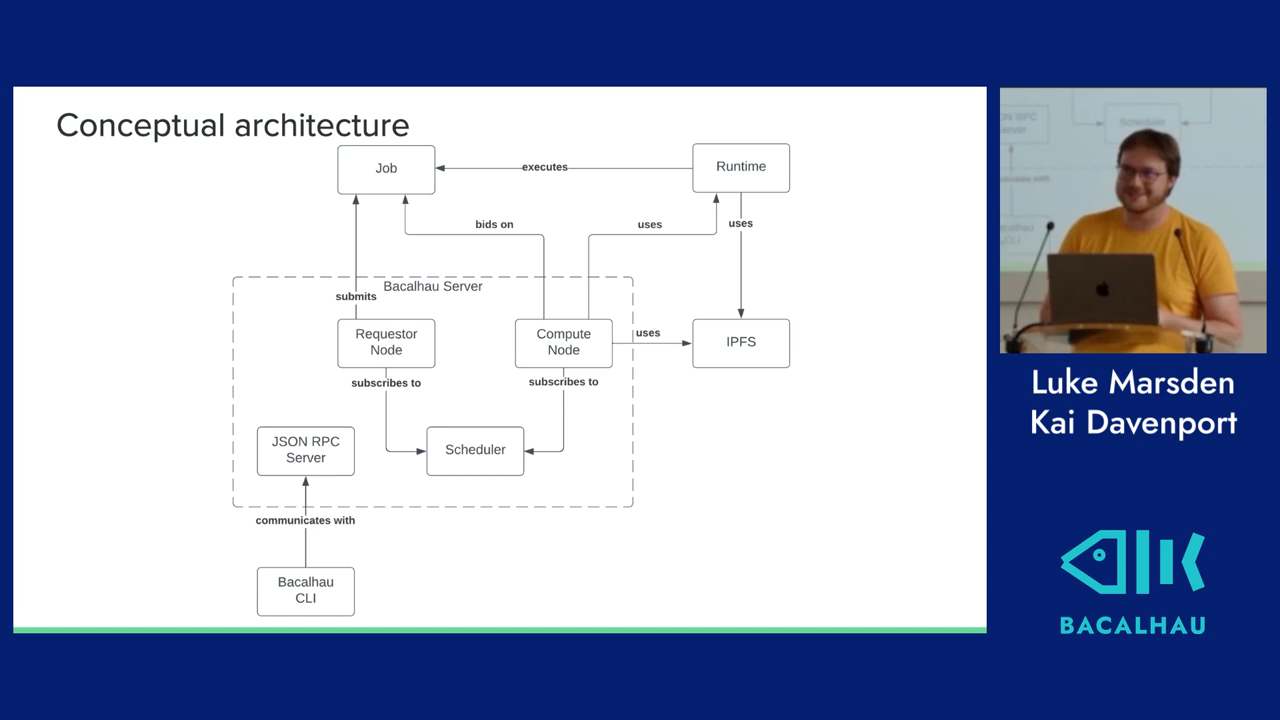 Conceptual architecture
Job
executes
Runtime
bids on
uses
uses
Bacalhau Server
submits
Requestor
Node
Compute
Node
uses
IPFS
subscribes to
subscribes to
JSON RPC
Server
Scheduler
communicates with
Bacalhau
CLI
Scheduler
Luke Marsden
Kai Davenport
BACALHAU